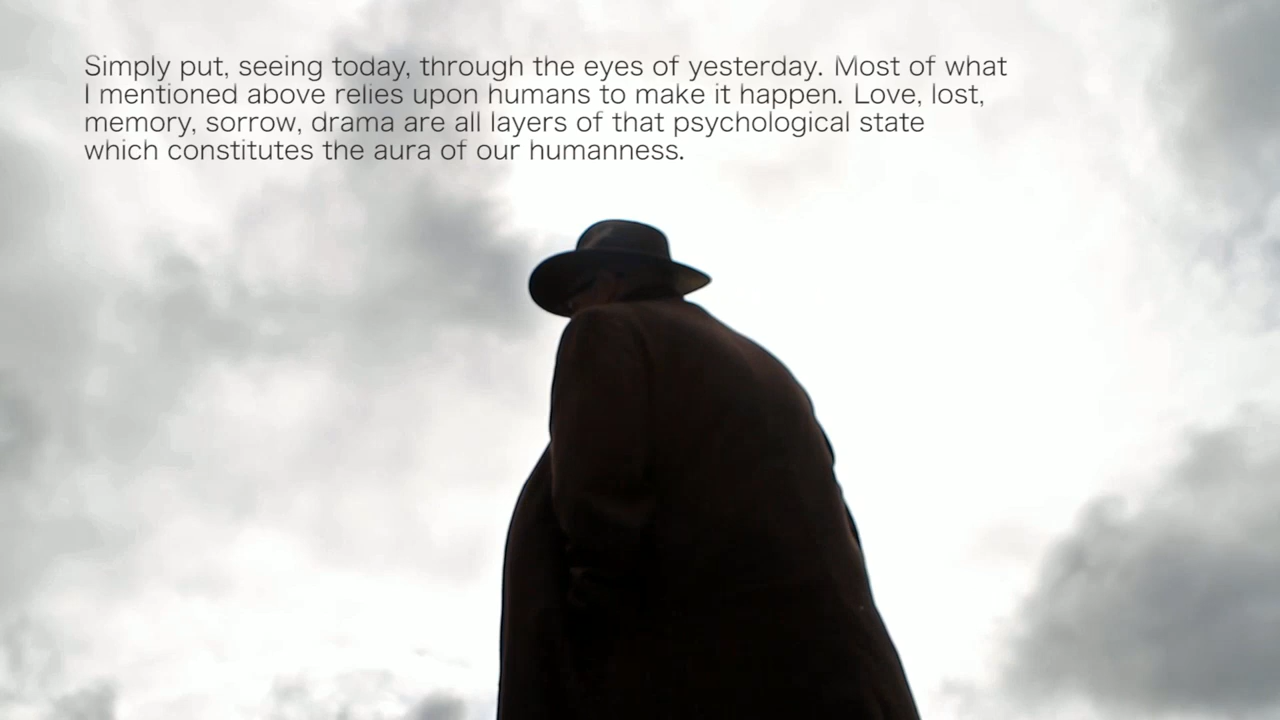 Simply put, seeing today, through the eyes of yesterday. Most of what
I mentioned above relies upon humans to make it happen. Love, lost,
memory, sorrow, drama are all layers of that psychological state
which constitutes the aura of our humanness.